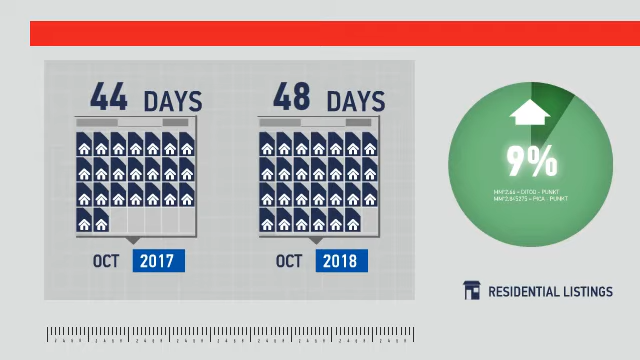 44 DAYS
48 DAYS
OCT 2017
OCT 2018
9%
RESIDENTIAL LISTINGS